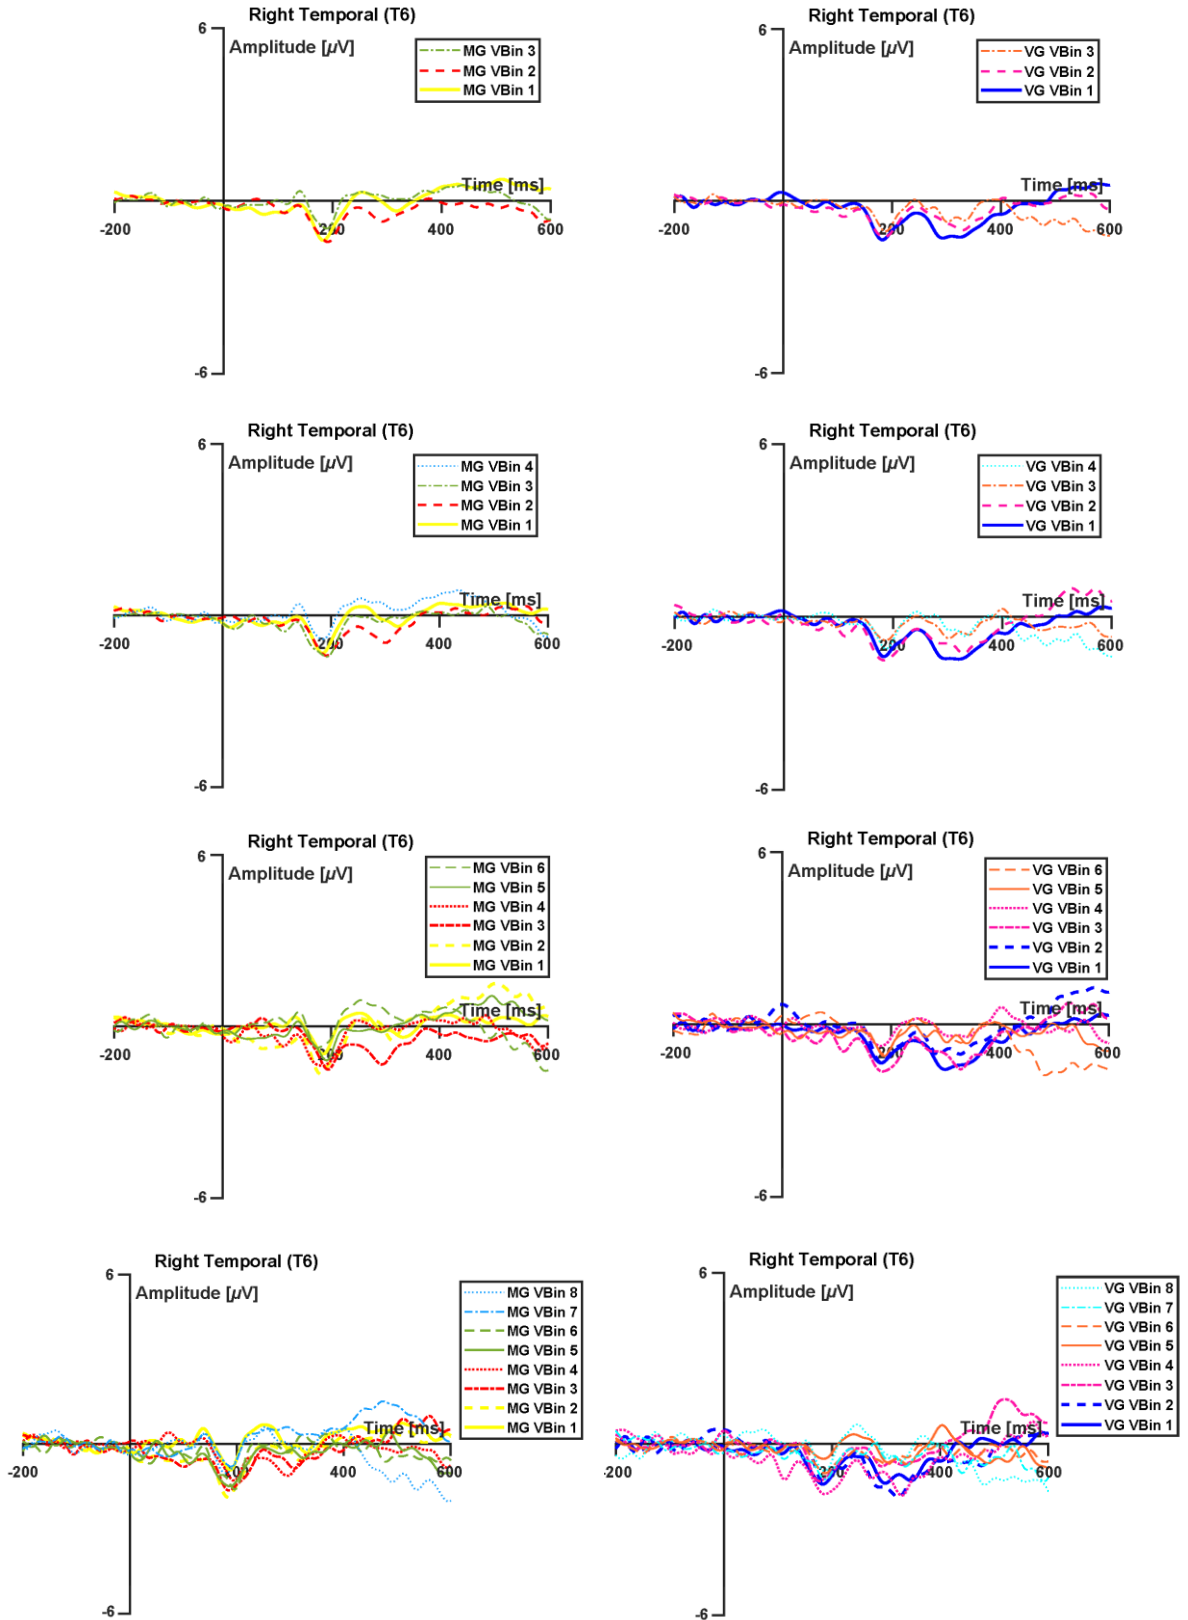 Right Temporal (T6)
6
Amplitude [µV]
MG VBin 3
MG VBin 2
MG VBin 1
Time [ms]
-200
200
400
600
-6
Right Temporal (T6)
6
Amplitude [µV]
VG VBin 3
VG VBin 2
VG VBin 1
Time [ms]
-200
200
400
600
-6
Right Temporal (T6)
6
Amplitude [µV]
MG VBin 4
MG VBin 3
MG VBin 2
MG VBin 1
Time [ms]
-200
200
400
600
-6
Right Temporal (T6)
6
Amplitude [µV]
VG VBin 4
VG VBin 3
VG VBin 2
VG VBin 1
Time [ms]
-200
200
400
600
-6
Right Temporal (T6)
6
Amplitude [µV]
MG VBin 6
MG VBin 5
MG VBin 4
MG VBin 3
MG VBin 2
MG VBin 1
Time [ms]
-200
200
400
600
-6
Right Temporal (T6)
6
Amplitude [µV]
VG VBin 6
VG VBin 5
VG VBin 4
VG VBin 3
VG VBin 2
VG VBin 1
Time [ms]
-200
200
400
600
-6
Right Temporal (T6)
6
Amplitude [µV]
MG VBin 8
MG VBin 7
MG VBin 6
MG VBin 5
MG VBin 4
MG VBin 3
MG VBin 2
MG VBin 1
Time [ms]
-200
200
400
600
-6
Right Temporal (T6)
6
Amplitude [µV]
VG VBin 8
VG VBin 7
VG VBin 6
VG VBin 5
VG VBin 4
VG VBin 3
VG VBin 2
VG VBin 1
Time [ms]
-200
200
400
600
-6